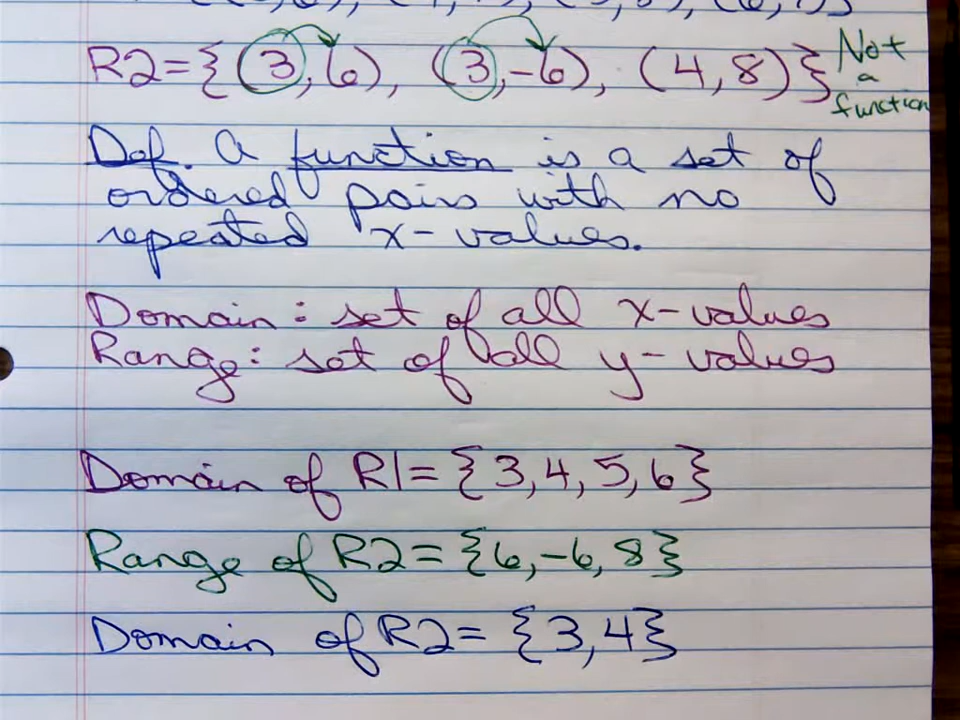 R2={(3,6), (3,-6), (4,8)} Not a function
Def. A function is a set of
ordered pairs with no
repeated x-values.
Domain: set of all x-values
Range: set of all y-values
Domain of R1={3,4,5,6}
Range of R2={6,-6,8}
Domain of R2= {3,4}